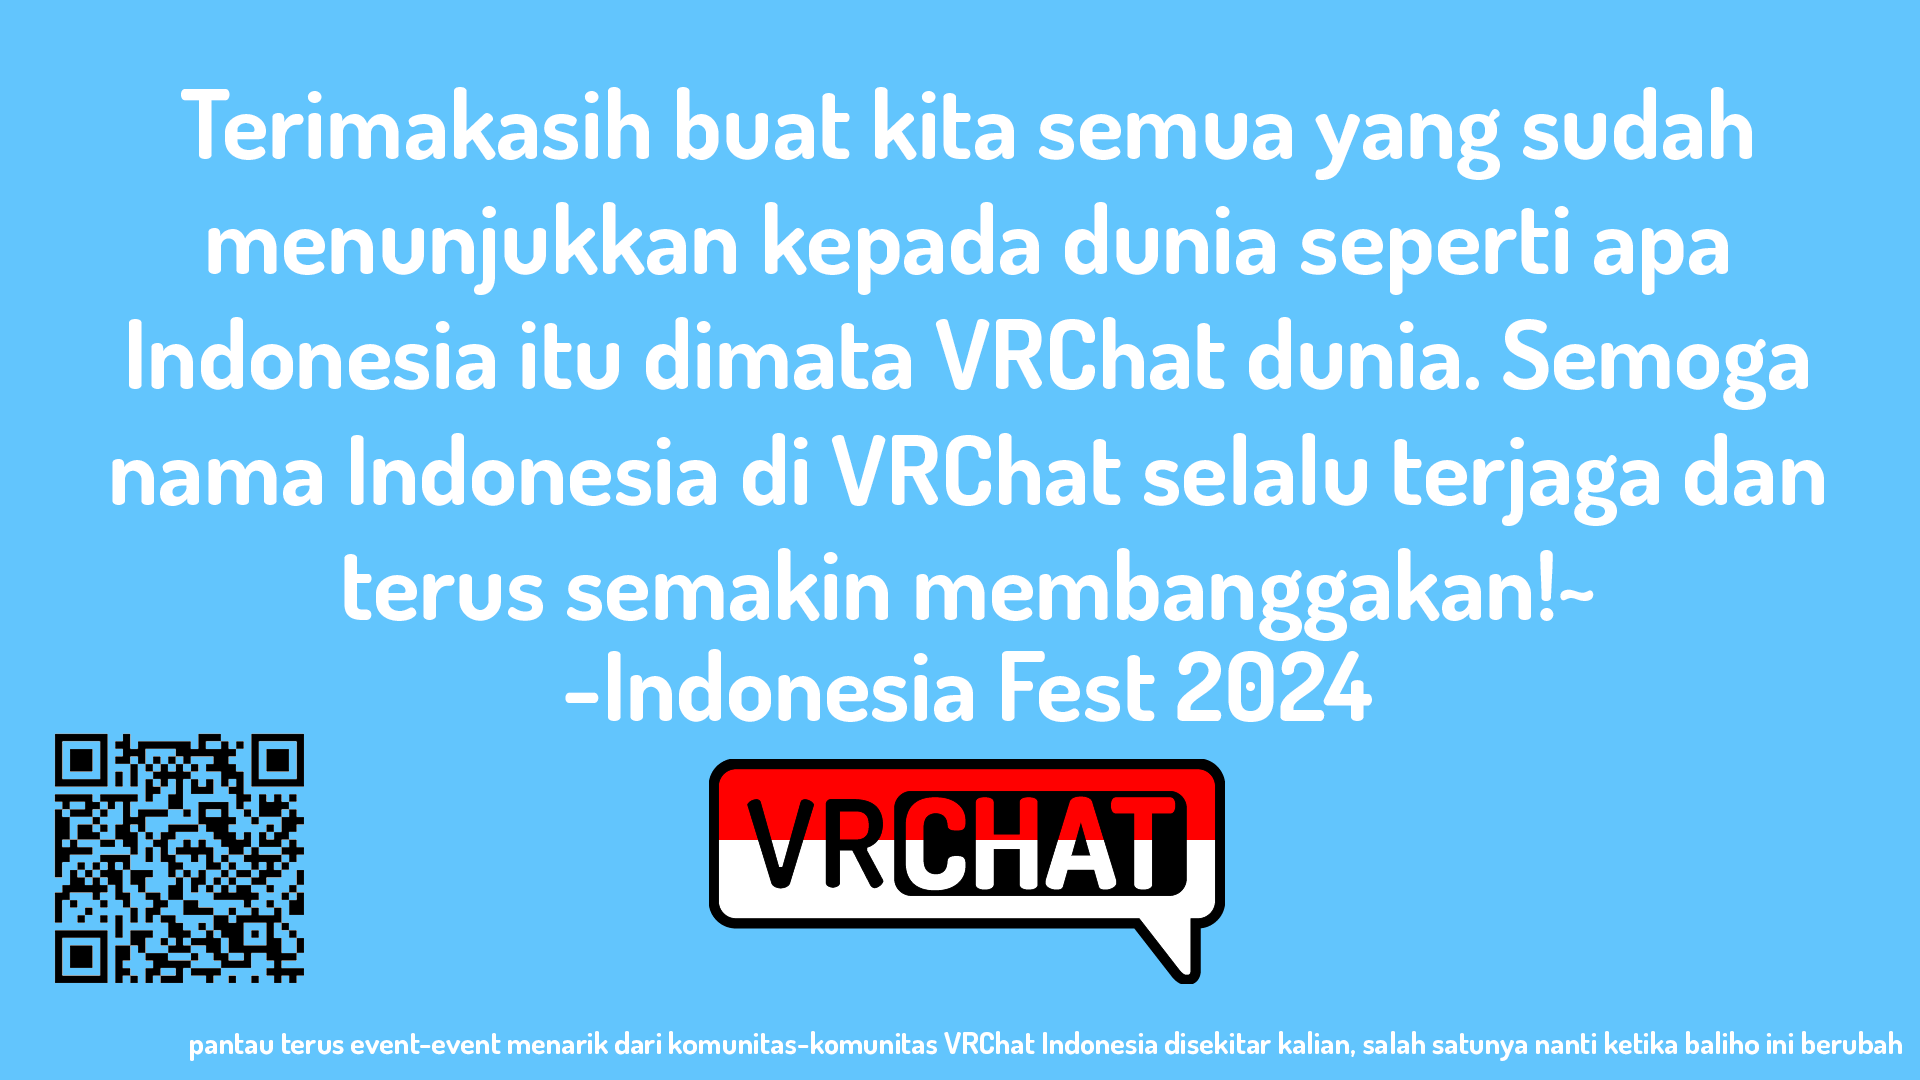 Terimakasih buat kita semua yang sudah
menunjukkan kepada dunia seperti apa
Indonesia itu dimata VRChat dunia. Semoga
nama Indonesia di VRChat selalu terjaga dan
terus semakin membanggakan!~
-Indonesia Fest 2024
VRCHAT
pantau terus event-event menarik dari komunitas-komunitas VRChat Indonesia disekitar kalian, salah satunya nanti ketika baliho ini berubah